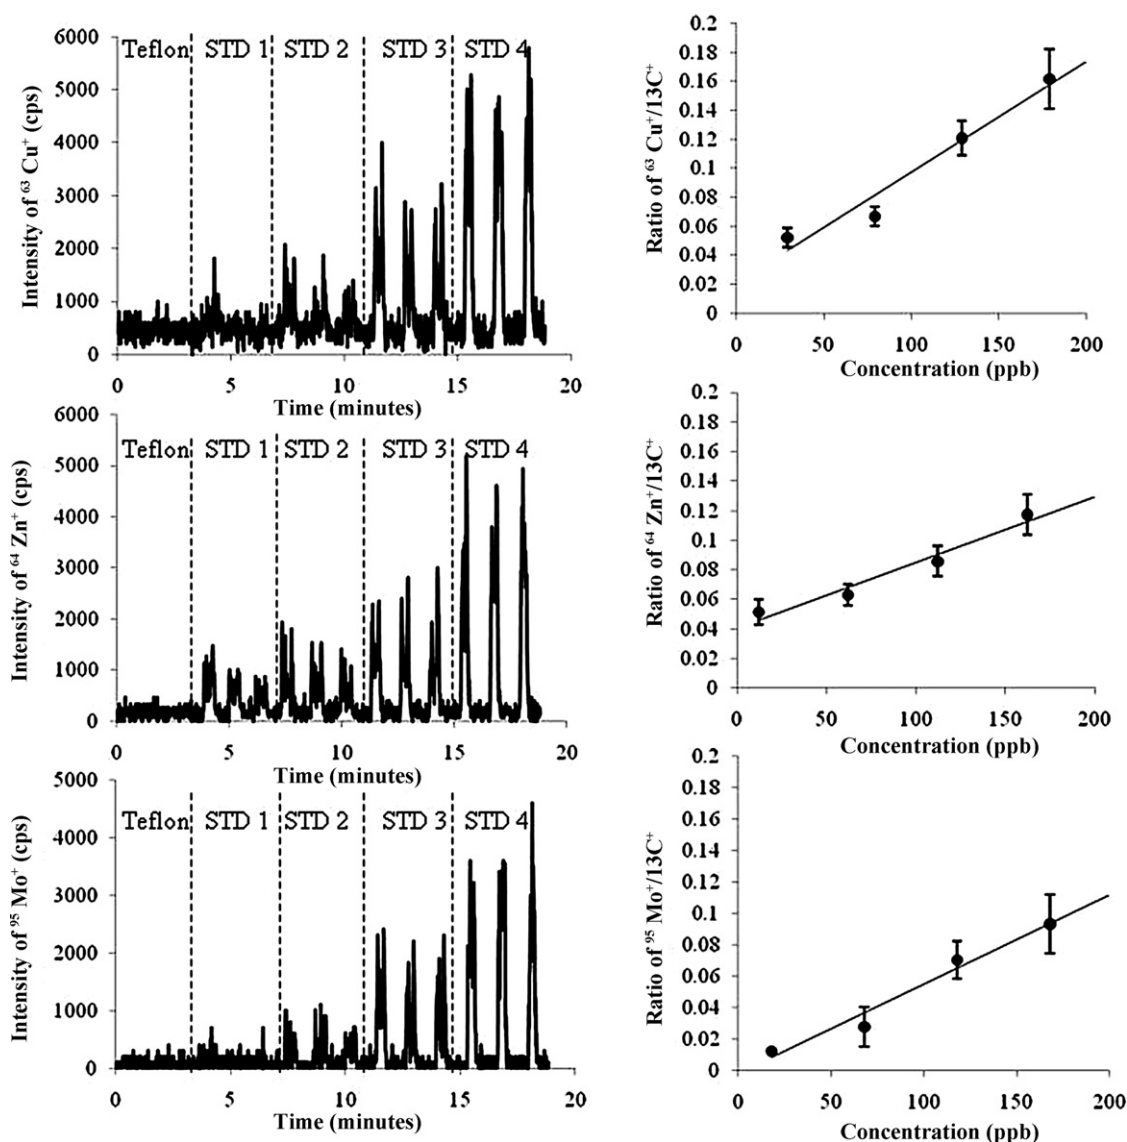 6000
5000
4000
3000
2000
1000
0
Intensity of ⁶³ Cu⁺ (cps)
Teflon STD 1 STD 2 STD 3 STD 4
0 5 10 15 20
Time (minutes)
0.2
0.18
0.16
0.14
0.12
0.1
0.08
0.06
0.04
0.02
0
Ratio of ⁶³ Cu⁺/13C⁺
0 50 100 150 200
Concentration (ppb)
6000
5000
4000
3000
2000
1000
0
Intensity of ⁶⁴ Zn⁺ (cps)
Teflon STD 1 STD 2 STD 3 STD 4
0 5 10 15 20
Time (minutes)
0.2
0.18
0.16
0.14
0.12
0.1
0.08
0.06
0.04
0.02
0
Ratio of ⁶⁴ Zn⁺/13C⁺
0 50 100 150 200
Concentration (ppb)
5000
4000
3000
2000
1000
0
Intensity of ⁹⁵ Mo⁺ (cps)
Teflon STD 1 STD 2 STD 3 STD 4
0 5 10 15 20
Time (minutes)
0.2
0.18
0.16
0.14
0.12
0.1
0.08
0.06
0.04
0.02
0
Ratio of ⁹⁵ Mo⁺/13C⁺
0 50 100 150 200
Concentration (ppb)